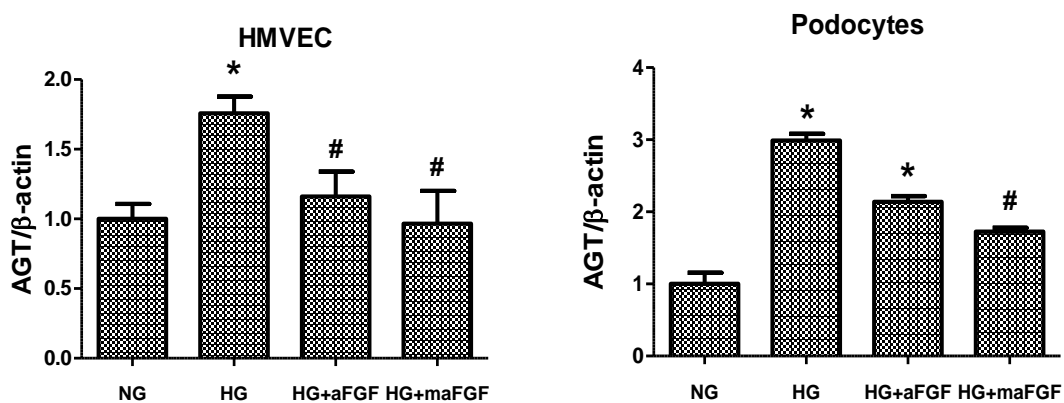 HMVEC
AGT/β-actin
2.0
1.5
1.0
0.5
0.0
*
#
#
NG HG HG+aFGF HG+maFGF
Podocytes
AGT/β-actin
4
3
2
1
0
*
*
#
NG HG HG+aFGF HG+maFGF